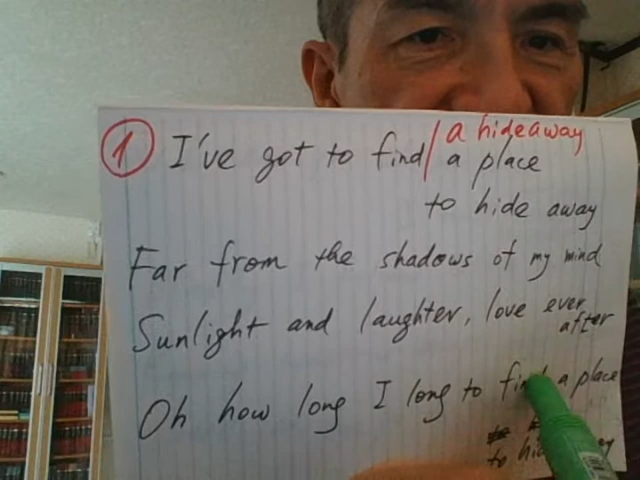 1 I've got to find / a hideaway
a place
to hide away
Far from the shadows of my mind
Sunlight and laughter, love ever
after
Oh how long I long to find a place
to